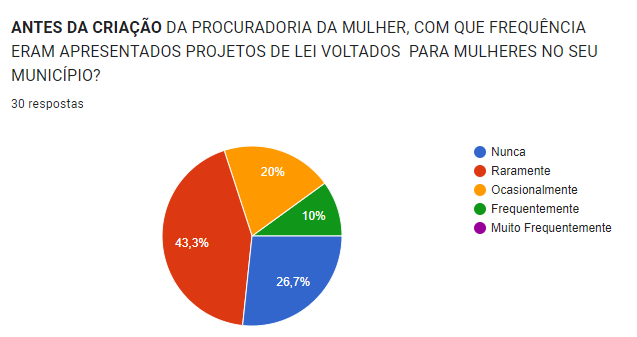 ANTES DA CRIAÇÃO DA PROCURADORIA DA MULHER, COM QUE FREQUÊNCIA
ERAM APRESENTADOS PROJETOS DE LEI VOLTADOS PARA MULHERES NO SEU
MUNICÍPIO?
30 respostas
20%
10%
43,3%
26,7%
Nunca
Raramente
Ocasionalmente
Frequentemente
Muito Frequentemente